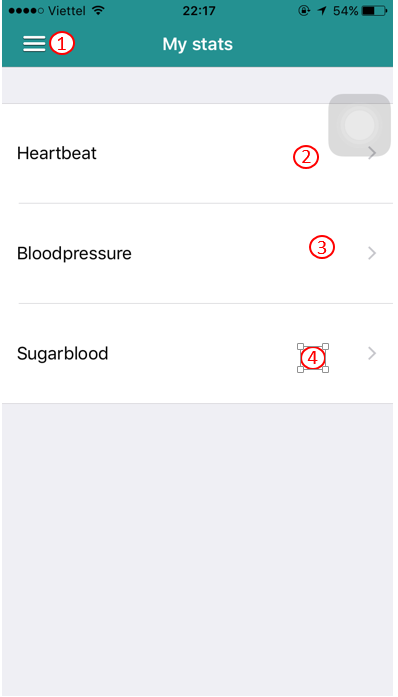 Viettel 22:17 54%
1 My stats
Heartbeat 2
Bloodpressure 3
Sugarblood 4